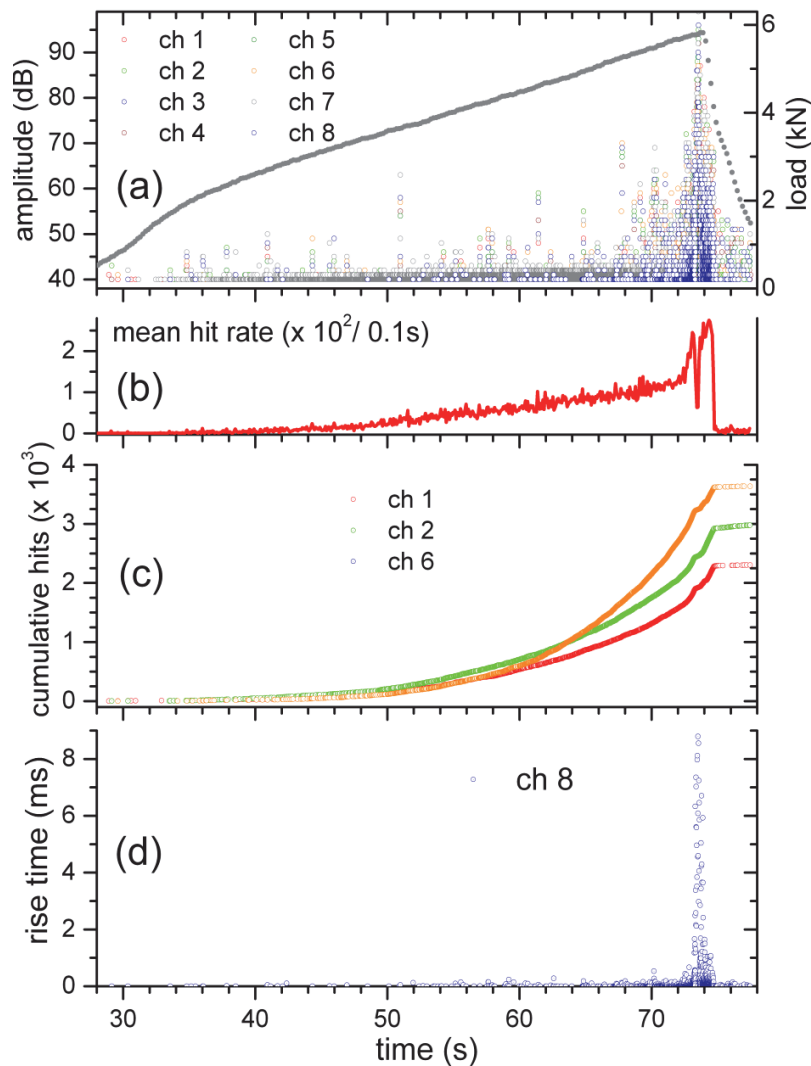 amplitude (dB)
90
80
70
60
50
40
ch 1
ch 2
ch 3
ch 4
ch 5
ch 6
ch 7
ch 8
(a)
6
4
2
0
load (kN)
mean hit rate (x 10²/ 0.1s)
2
1
0
(b)
cumulative hits (x 10³)
4
3
2
1
0
ch 1
ch 2
ch 6
(c)
rise time (ms)
8
6
4
2
0
ch 8
(d)
30
40
50
60
70
time (s)